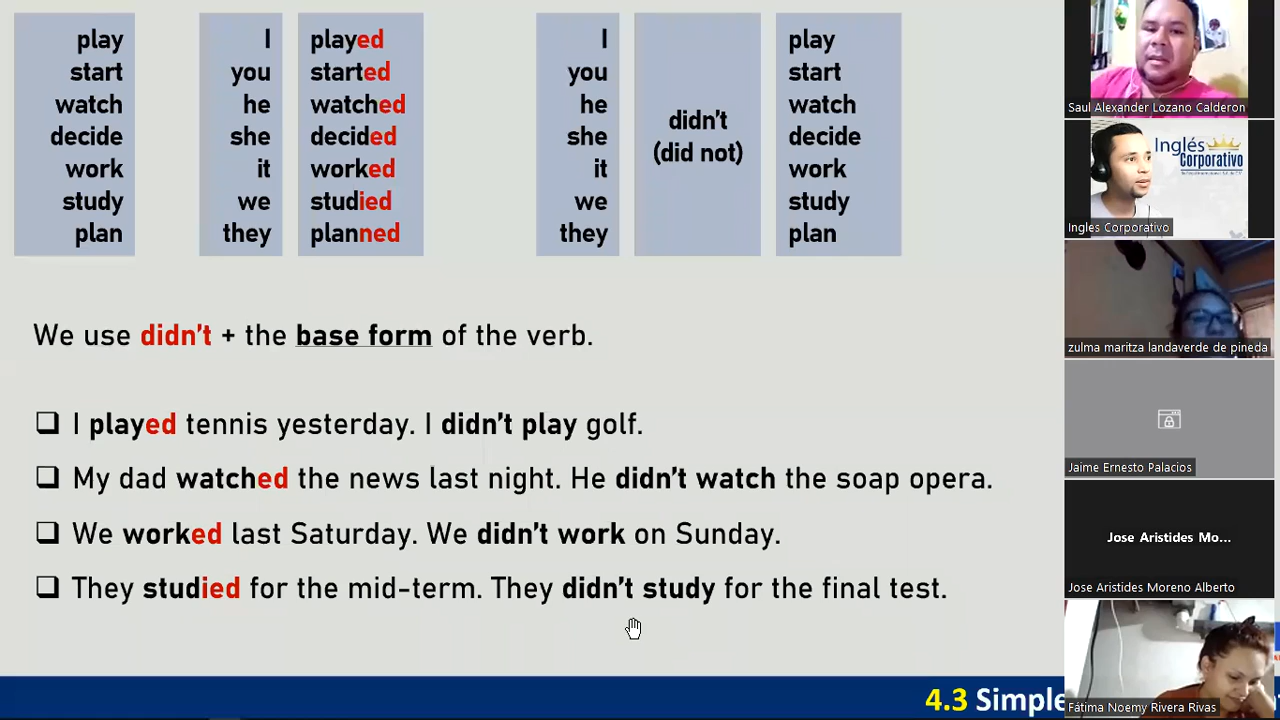 play
start
watch
decide
work
study
plan
I
you
he
she
it
we
they
played
started
watched
decided
worked
studied
planned
I
you
he
she
it
we
they
didn't
(did not)
play
start
watch
decide
work
study
plan
We use didn't + the base form of the verb.
❑ I played tennis yesterday. I didn't play golf.
❑ My dad watched the news last night. He didn't watch the soap opera.
❑ We worked last Saturday. We didn't work on Sunday.
❑ They studied for the mid-term. They didn't study for the final test.
4.3 Simple
Saul Alexander Lozano Calderon
Inglés
Corporativo
Ingles Corporativo
zulma maritza landaverde de pineda
Jaime Ernesto Palacios
Jose Aristides Mo...
Jose Aristides Moreno Alberto
Fátima Noemy Rivera Rivas